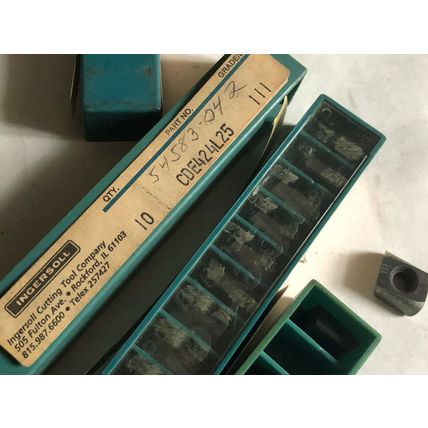 INGERSOLL
Ingersoll Cutting Tool Company
505 Fulton Ave. • Rockford, IL 61103
815.987.6600 • Telex 257427
QTY. 10
PART NO.
54583-042
CDE424L25
GRADE
111